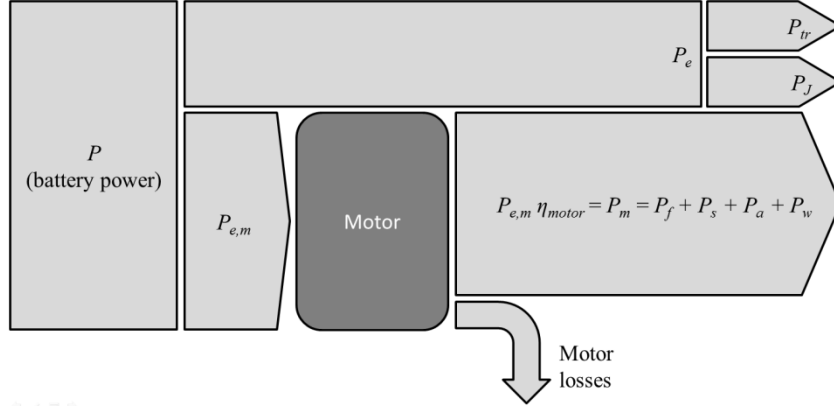 P_tr
P_e
P_J
P
(battery power)
P_e,m
Motor
P_e,m η_motor = P_m = P_f + P_s + P_a + P_w
Motor
losses